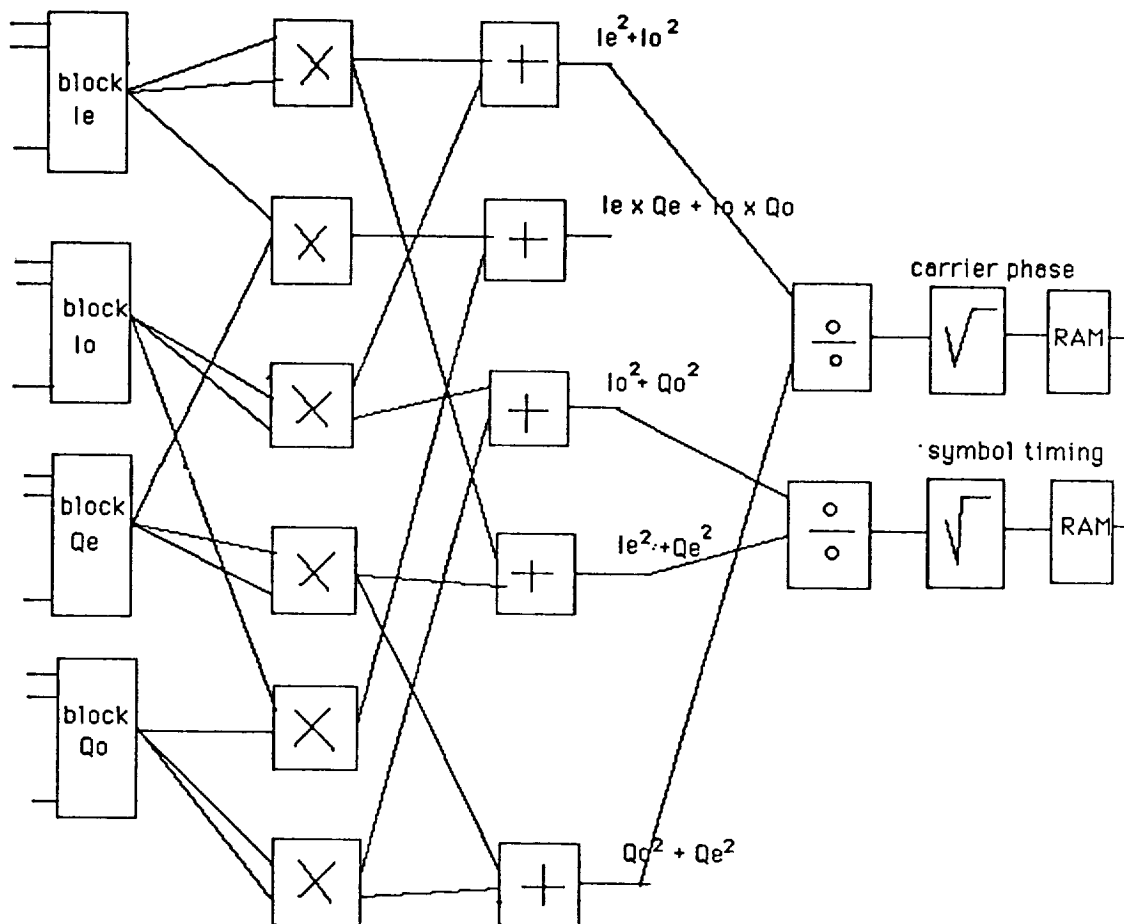 block
Ie
block
Io
block
Qe
block
Qo
Ie²+Io²
Ie x Qe + Io x Qo
Io² + Qo²
Ie² + Qe²
Qo² + Qe²
carrier phase
RAM
symbol timing
RAM